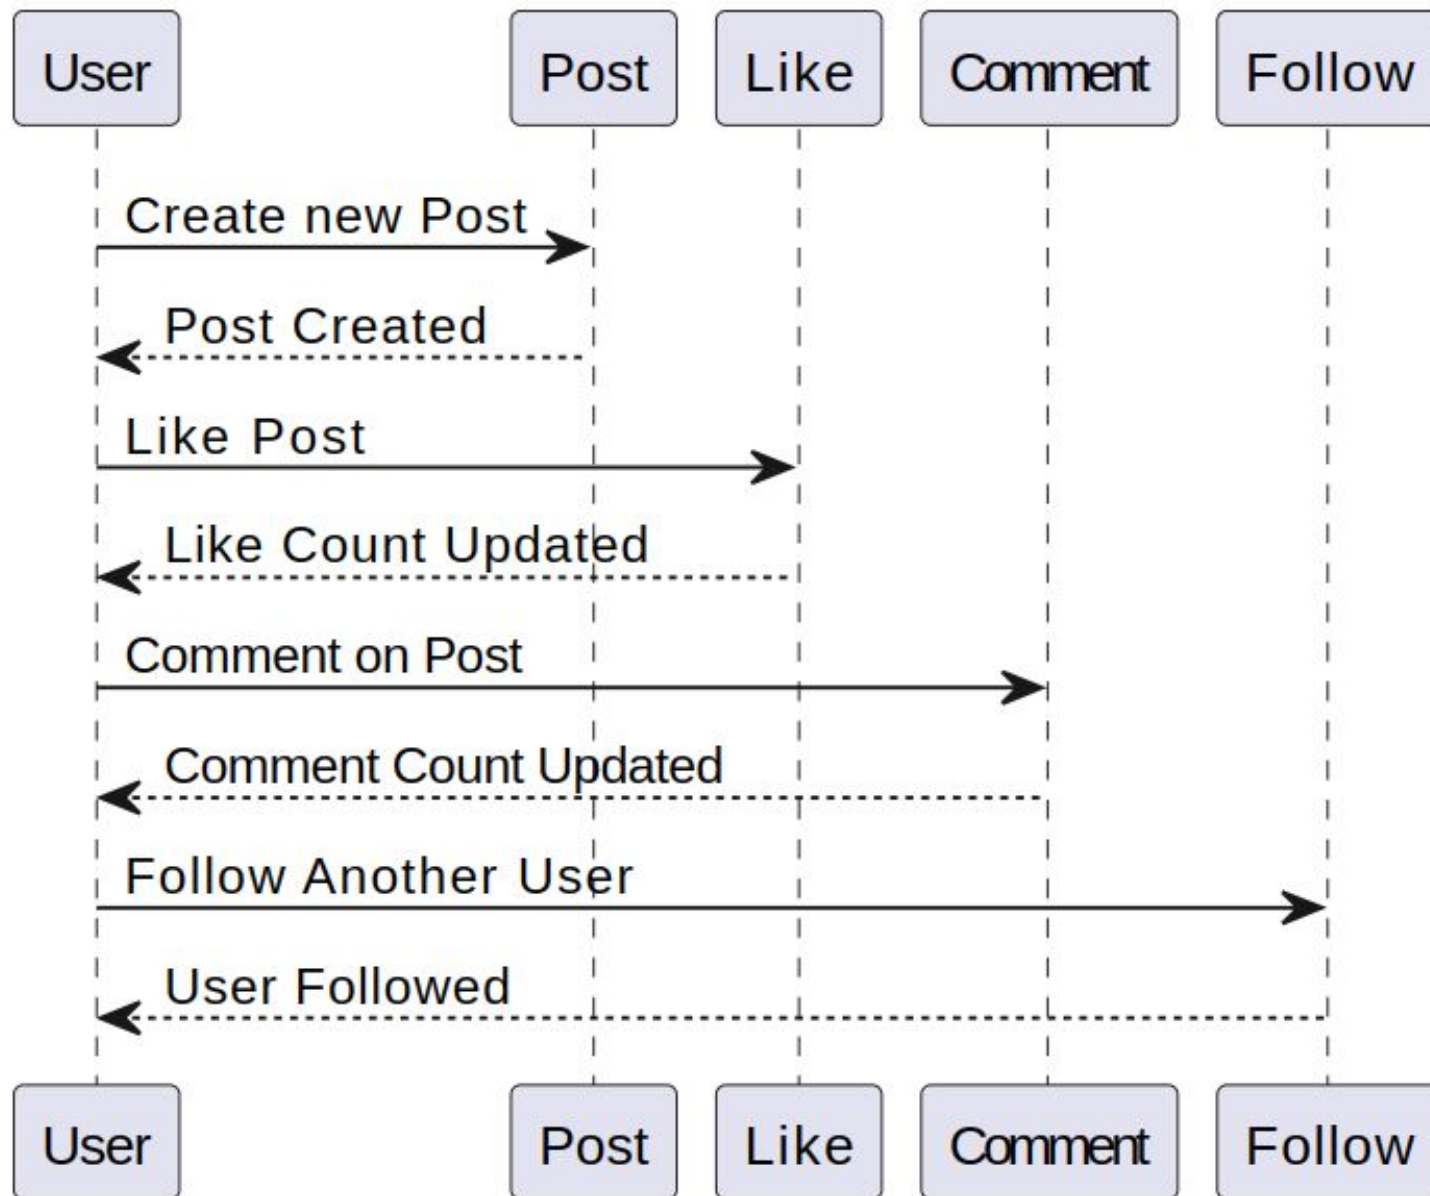 User Post Like Comment Follow
Create new Post
Post Created
Like Post
Like Count Updated
Comment on Post
Comment Count Updated
Follow Another User
User Followed
User Post Like Comment Follow